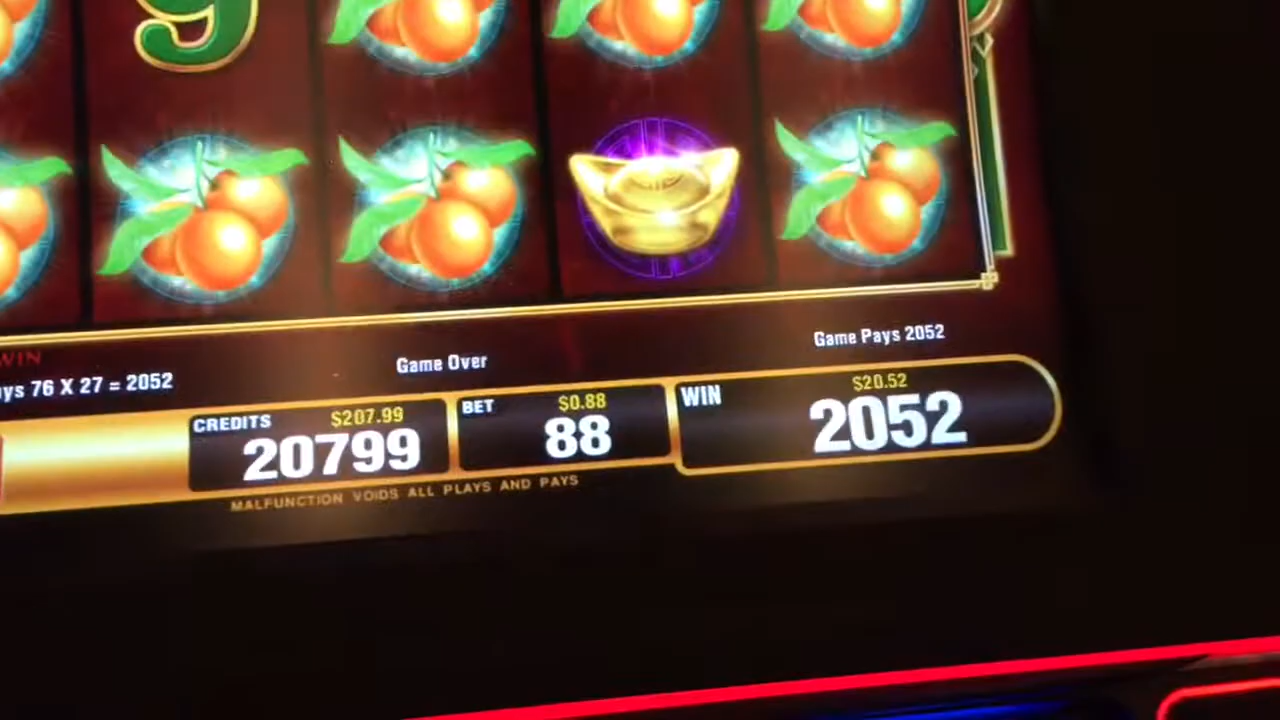 9
WIN
ys 76 X 27 = 2052
Game Over
Game Pays 2052
CREDITS $207.99
20799
BET $0.88
88
WIN $20.52
2052
MALFUNCTION VOIDS ALL PLAYS AND PAYS